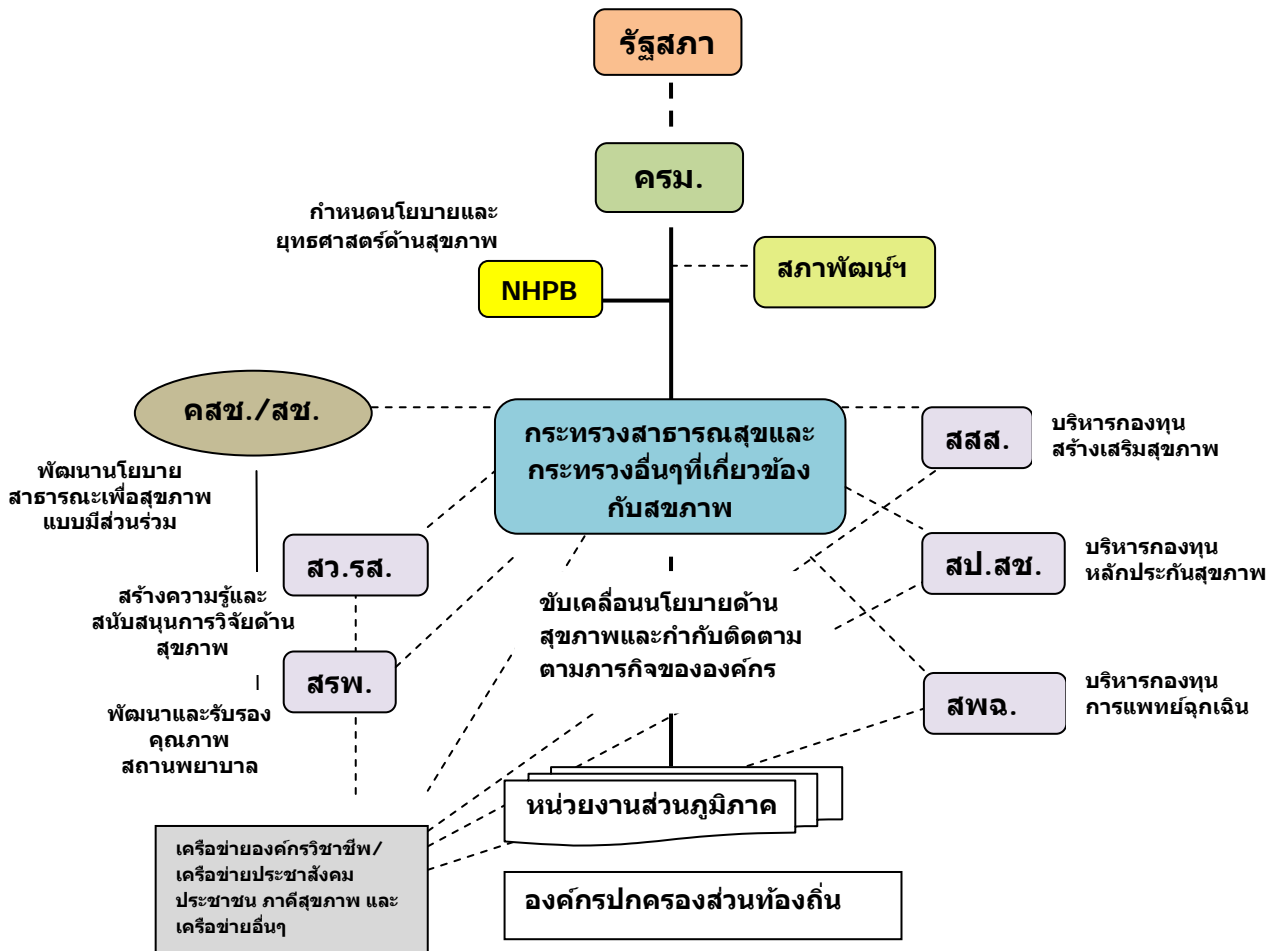 รัฐสภา
ครม.
กำหนดนโยบายและ
ยุทธศาสตร์ด้านสุขภาพ
สภาพัฒน์ฯ
NHPB
คสช./สช.
กระทรวงสาธารณสุขและ
กระทรวงอื่นๆที่เกี่ยวข้อง
กับสขภาพ
สสส.
บริหารกองทุน
สร้างเสริมสุขภาพ
พัฒนานโยบาย
สาธารณะเพื่อสุขภาพ
แบบมีส่วนร่วม
สว.รส.
สป.สช.
บริหารกองทุน
หลักประกันสุขภาพ
สร้างความรู้และ
สนับสนุนการวิจัยด้าน
สุขภาพ
ขับเคลื่อนนโยบายด้าน
สุขภาพและกำกับติดตาม
ตามภารกิจขององค์กร
สรพ.
สพฉ.
บริหารกองทุน
การแพทย์ฉุกเฉิน
พัฒนาและรับรอง
คุณภาพ
สถานพยาบาล
หน่วยงานส่วนภูมิภาค
เครือข่ายองค์กรวิชาชีพ/
เครือข่ายประชาสังคม
ประชาชน ภาคีสุขภาพ และ
เครือข่ายอื่นๆ
องค์กรปกครองส่วนท้องถิ่น